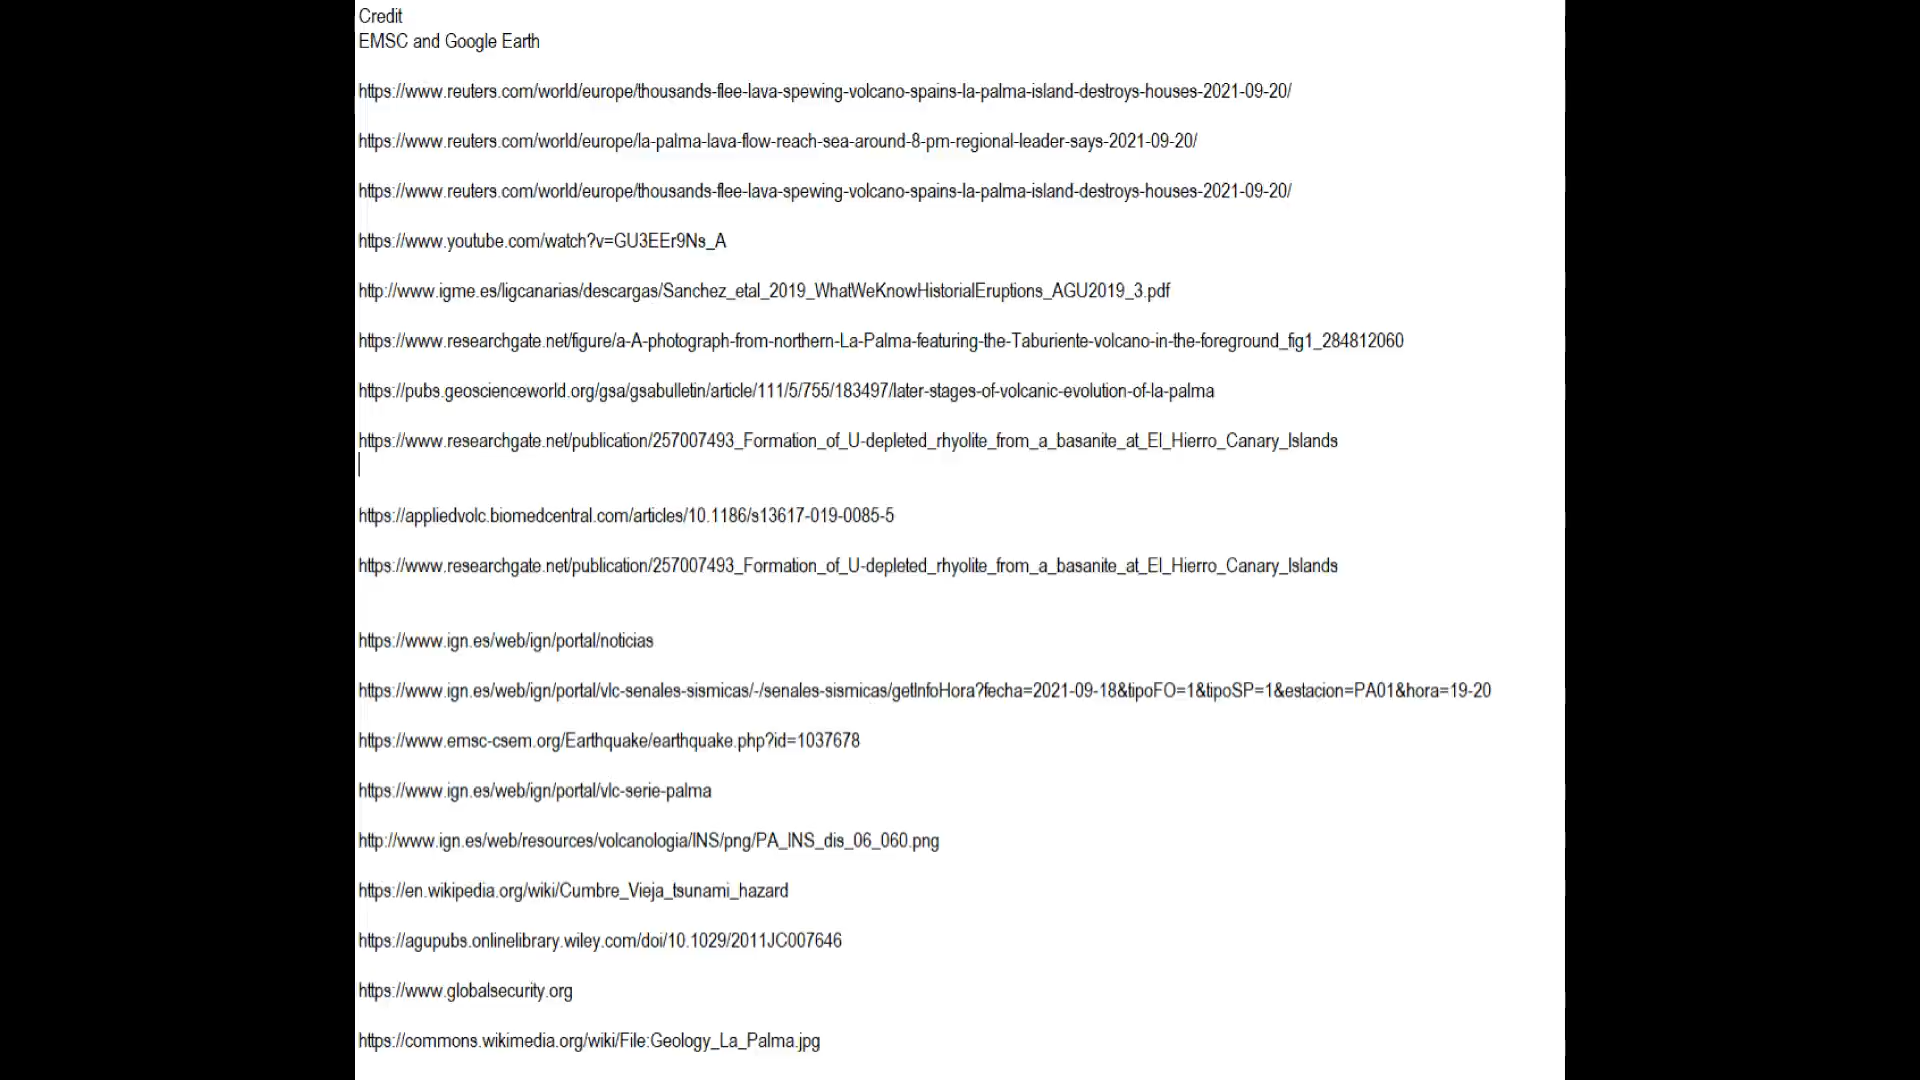 Credit
EMSC and Google Earth
https://www.reuters.com/world/europe/thousands-flee-lava-spewing-volcano-spains-la-palma-island-destroys-houses-2021-09-20/
https://www.reuters.com/world/europe/la-palma-lava-flow-reach-sea-around-8-pm-regional-leader-says-2021-09-20/
https://www.reuters.com/world/europe/thousands-flee-lava-spewing-volcano-spains-la-palma-island-destroys-houses-2021-09-20/
https://www.youtube.com/watch?v=GU3EEr9Ns_A
http://www.igme.es/ligcanarias/descargas/Sanchez_etal_2019_WhatWeKnowHistorialEruptions_AGU2019_3.pdf
https://www.researchgate.net/figure/a-A-photograph-from-northern-La-Palma-featuring-the-Taburiente-volcano-in-the-foreground_fig1_284812060
https://pubs.geoscienceworld.org/gsa/gsabulletin/article/111/5/755/183497/later-stages-of-volcanic-evolution-of-la-palma
https://www.researchgate.net/publication/257007493_Formation_of_U-depleted_rhyolite_from_a_basanite_at_El_Hierro_Canary_Islands
https://appliedvolc.biomedcentral.com/articles/10.1186/s13617-019-0085-5
https://www.researchgate.net/publication/257007493_Formation_of_U-depleted_rhyolite_from_a_basanite_at_El_Hierro_Canary_Islands
https://www.ign.es/web/ign/portal/noticias
https://www.ign.es/web/ign/portal/vlc-senales-sismicas/-/senales-sismicas/getInfoHora?fecha=2021-09-18&tipoFO=1&tipoSP=1&estacion=PA01&hora=19-20
https://www.emsc-csem.org/Earthquake/earthquake.php?id=1037678
https://www.ign.es/web/ign/portal/vlc-serie-palma
http://www.ign.es/web/resources/volcanologia/INS/png/PA_INS_dis_06_060.png
https://en.wikipedia.org/wiki/Cumbre_Vieja_tsunami_hazard
https://agupubs.onlinelibrary.wiley.com/doi/10.1029/2011JC007646
https://www.globalsecurity.org
https://commons.wikimedia.org/wiki/File:Geology_La_Palma.jpg